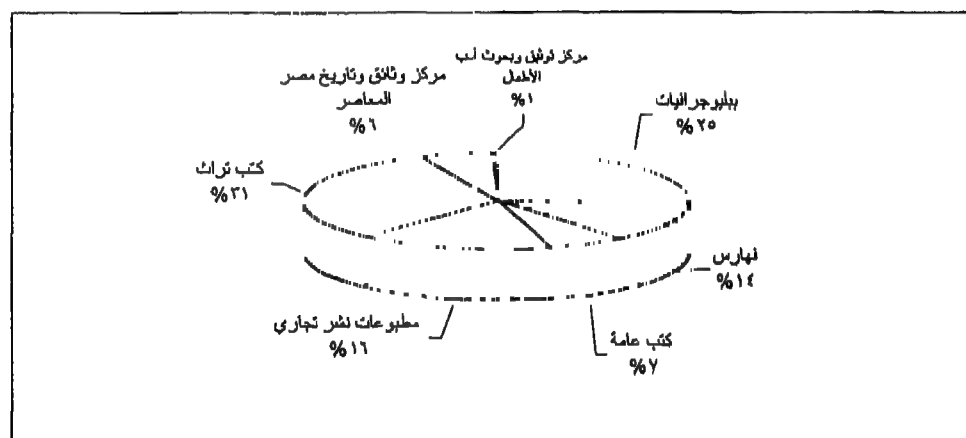 مركز توثيق وبحوث أدب
الأطفال
%١
مركز وثائق وتاريخ مصر
المعاصر
%٦
ببليوجرافيات
%٢٥
كتب تراث
%٣١
فهارس
%١٤
مطبوعات نشر تجاري
%١٦
كتب عامة
%٧